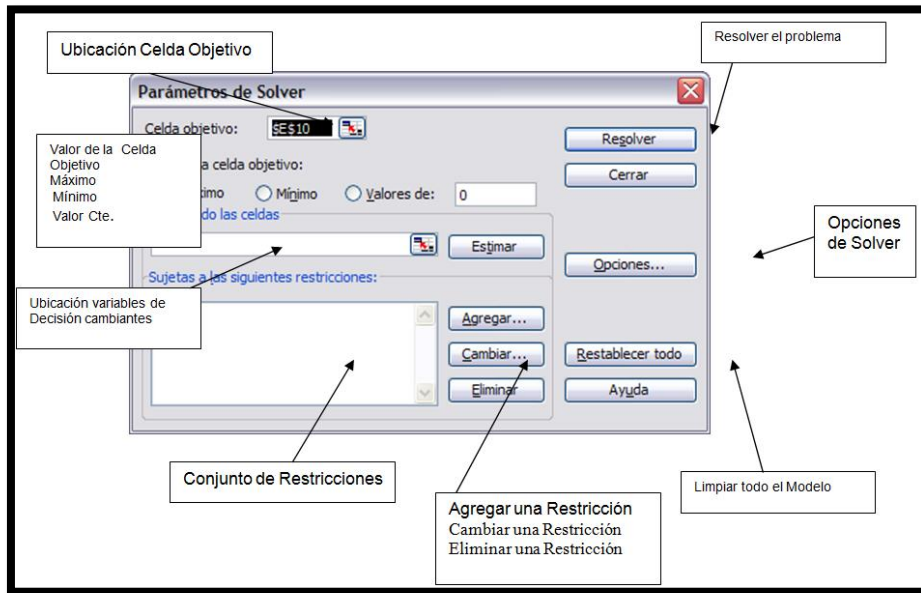 Ubicación Celda Objetivo
Resolver el problema
Parámetros de Solver
Celda objetivo:
$E$10
Resolver
Valor de la Celda
Objetivo
Máximo
Mínimo
Valor Cte.
a celda objetivo:
Cerrar
Mínimo
Valores de:
0
las celdas
Estimar
Opciones
de Solver
Opciones...
Sujetas a las siguientes restricciones:
Ubicación variables de
Decisión cambiantes
Agregar...
Cambiar...
Restablecer todo
Eliminar
Ayuda
Conjunto de Restricciones
Limpiar todo el Modelo
Agregar una Restricción
Cambiar una Restricción
Eliminar una Restricción